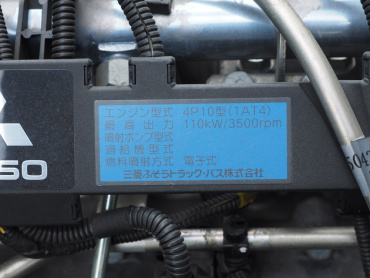 エンジン型式 4P10型(1AT4)
最高出力 110kW/3500rpm
噴射ポンプ型式
過給機型式
燃料噴射方式 電子式
三菱ふそうトラック・バス株式会社
50